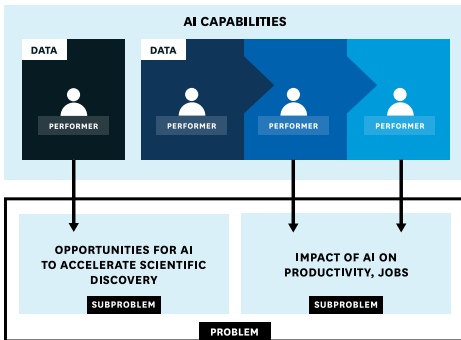 AI CAPABILITIES
DATA
DATA
PERFORMER
PERFORMER
PERFORMER
PERFORMER
OPPORTUNITIES FOR AI
TO ACCELERATE SCIENTIFIC
DISCOVERY
SUBPROBLEM
IMPACT OF AI ON
PRODUCTIVITY, JOBS
SUBPROBLEM
PROBLEM